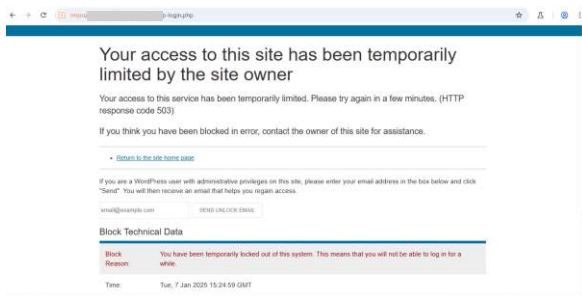 p-login.php
Your access to this site has been temporarily
limited by the site owner
Your access to this service has been temporarily limited. Please try again in a few minutes. (HTTP
response code 503)
If you think you have been blocked in error, contact the owner of this site for assistance.
Return to the site home page
If you are a WordPress user with administrative privileges on this site, please enter your email address in the box below and click
"Send". You will then receive an email that helps you regain access.
email@example.com SEND UNLOCK EMAIL
Block Technical Data
Block Reason: You have been temporarily locked out of this system. This means that you will not be able to log in for a
while.
Time: Tue, 7 Jan 2025 15:24:59 GMT